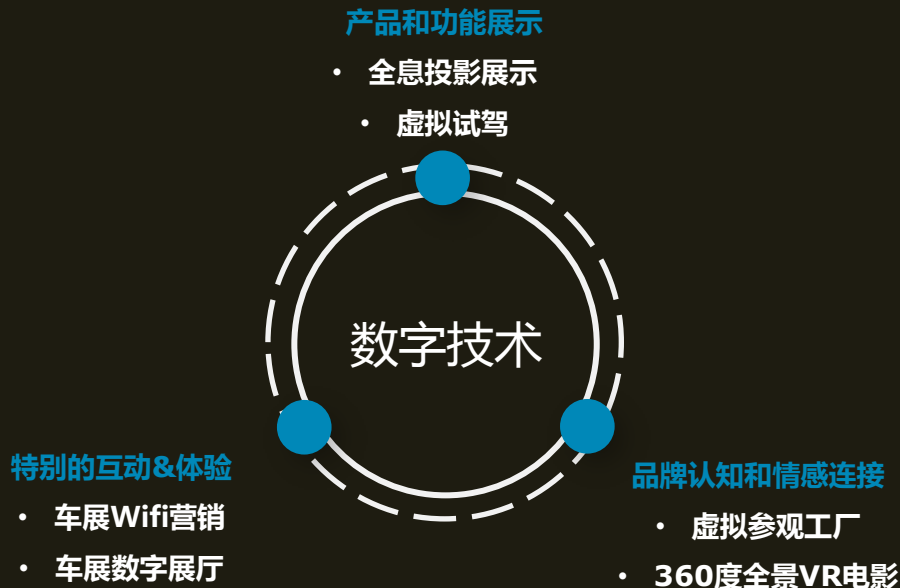 产品和功能展示
• 全息投影展示
• 虚拟试驾
数字技术
特别的互动&体验
• 车展Wifi营销
• 车展数字展厅
品牌认知和情感连接
• 虚拟参观工厂
• 360度全景VR电影